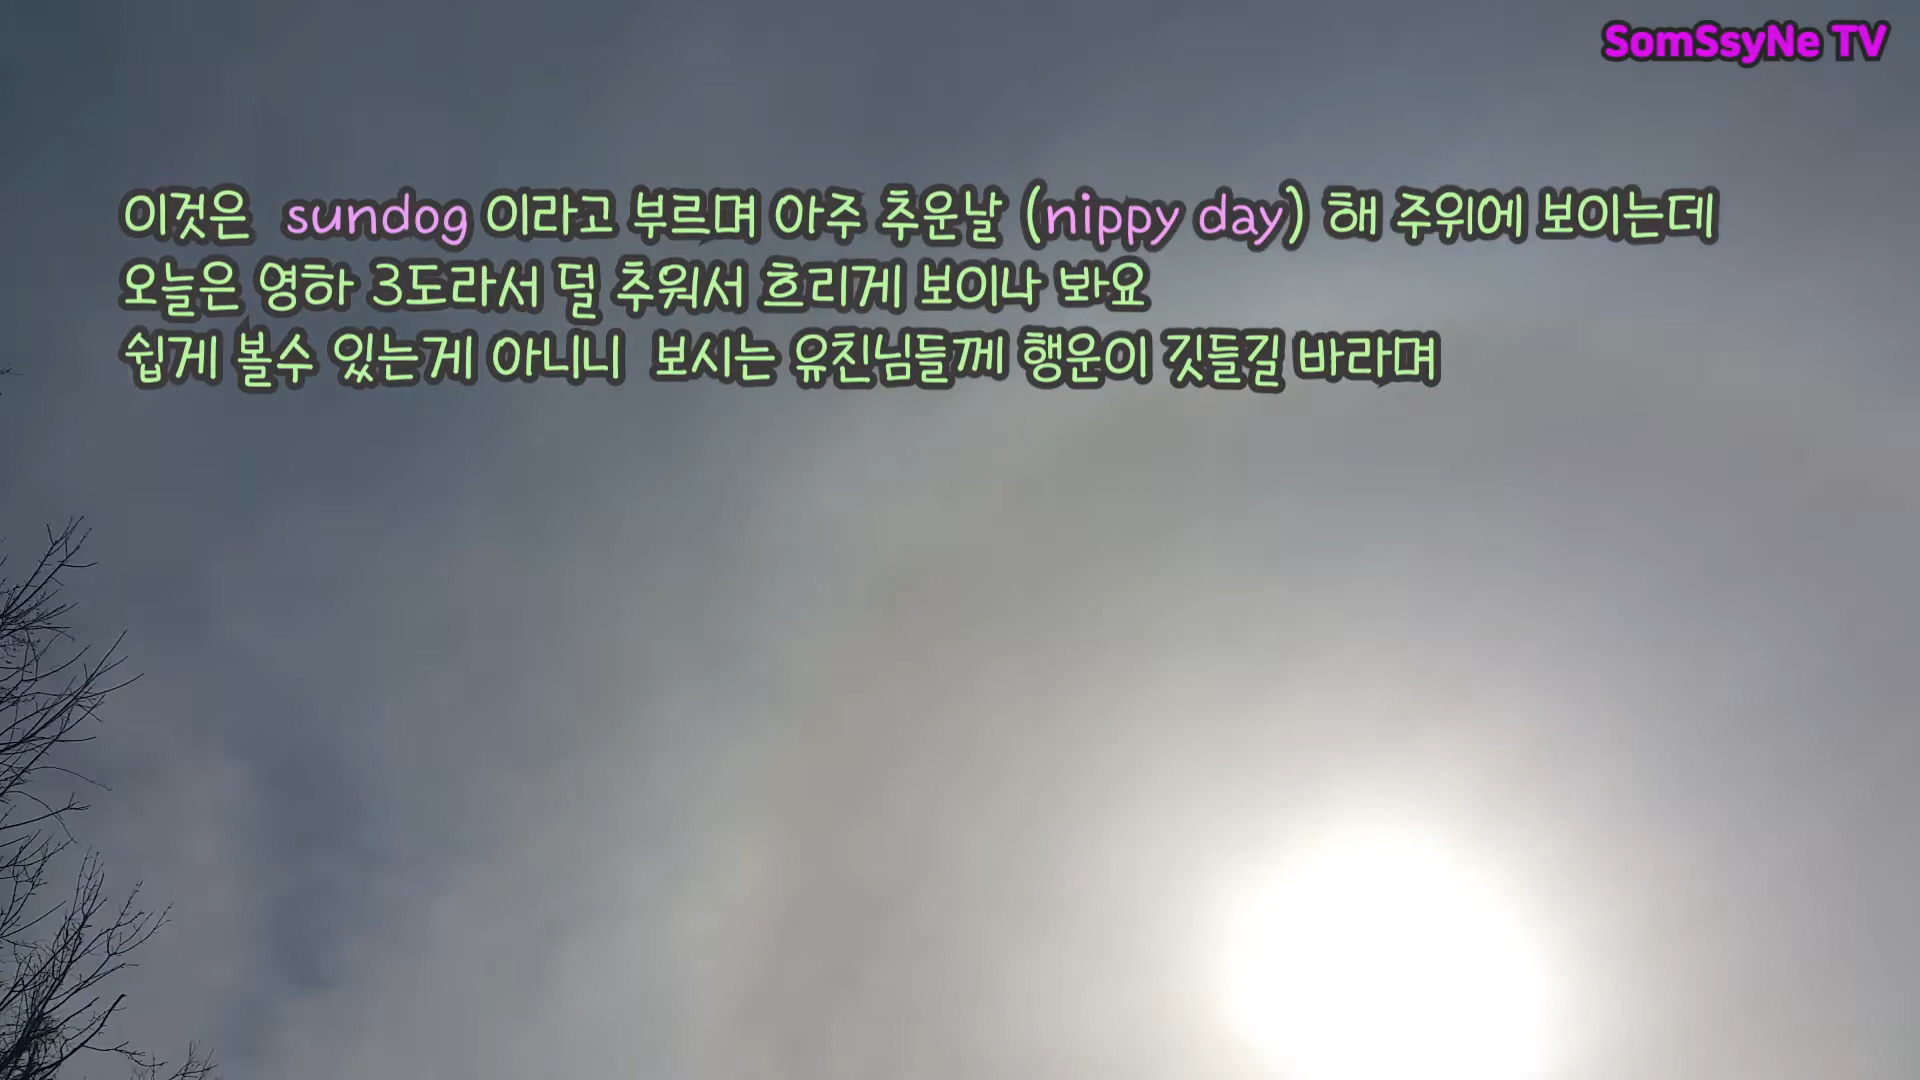 SomSsyNe TV
이것은 sundog 이라고 부르며 아주 추운날 (nippy day) 해 주위에 보이는데
오늘은 영하 3도라서 덜 추워서 흐리게 보이나 봐요
쉽게 볼수 있는게 아니니 보시는 유친님들께 행운이 깃들길 바라며